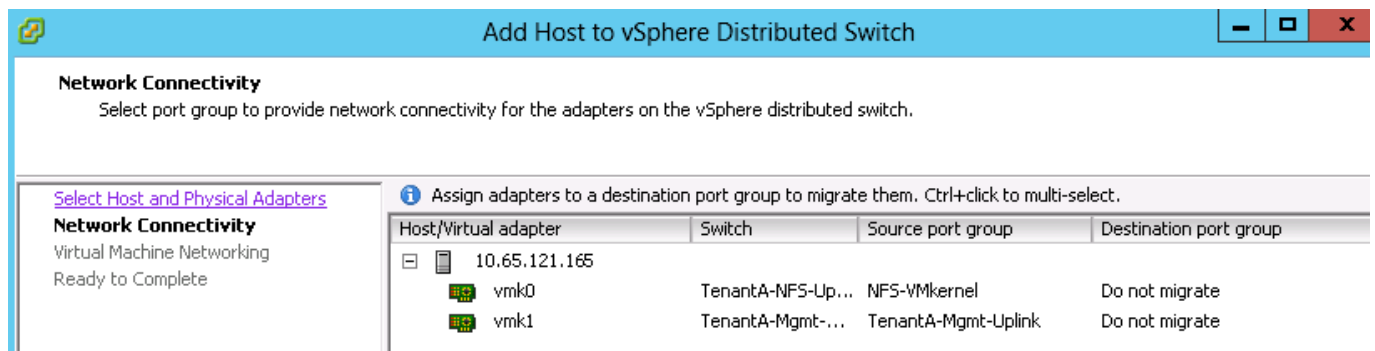 Add Host to vSphere Distributed Switch
Network Connectivity
Select port group to provide network connectivity for the adapters on the vSphere distributed switch.
Select Host and Physical Adapters
Network Connectivity
Virtual Machine Networking
Ready to Complete
Assign adapters to a destination port group to migrate them. Ctrl+click to multi-select.
Host/Virtual adapter Switch Source port group Destination port group
10.65.121.165
vmk0 TenantA-NFS-Up... NFS-VMkernel Do not migrate
vmk1 TenantA-Mgmt-... TenantA-Mgmt-Uplink Do not migrate